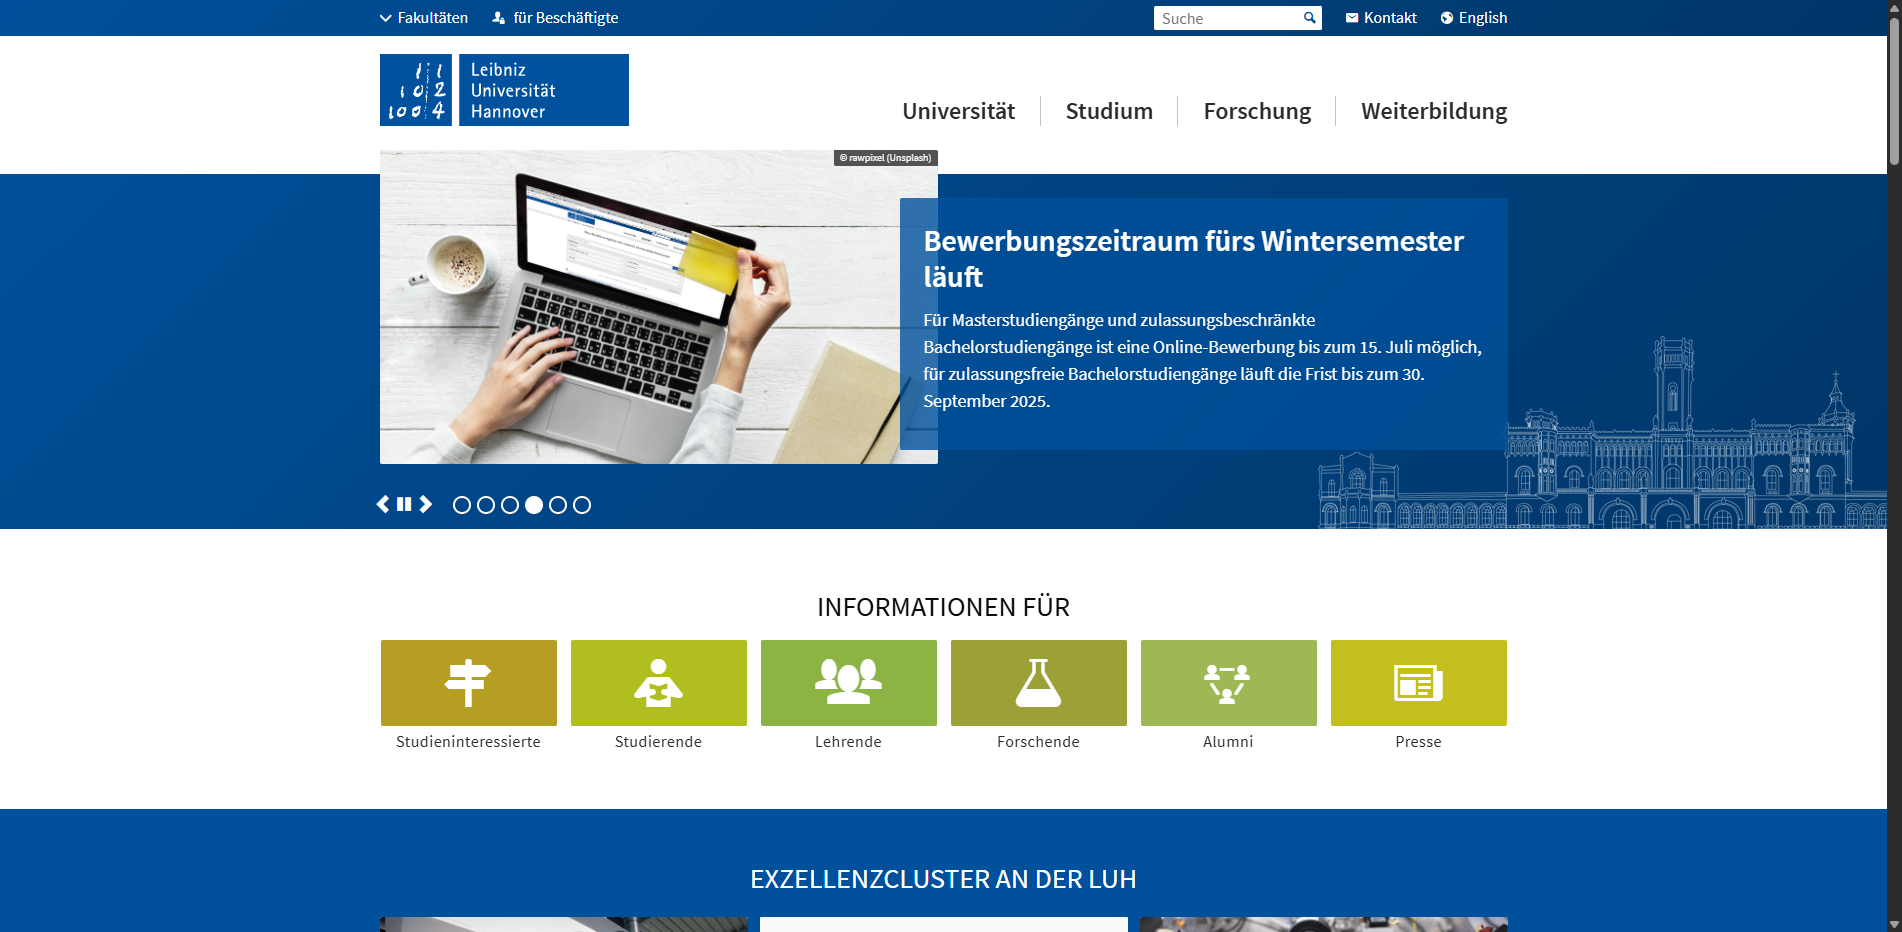 Fakultäten
für Beschäftigte
Suche
Kontakt
English
Leibniz
Universität
Hannover
Universität
Studium
Forschung
Weiterbildung
© rawpixel (Unsplash)
Bewerbungszeitraum fürs Wintersemester
läuft
Für Masterstudiengänge und zulassungsbeschränkte
Bachelorstudiengänge ist eine Online-Bewerbung bis zum 15. Juli möglich,
für zulassungsfreie Bachelorstudiengänge läuft die Frist bis zum 30.
September 2025.
INFORMATIONEN FÜR
Studieninteressierte
Studierende
Lehrende
Forschende
Alumni
Presse
EXZELLENZCLUSTER AN DER LUH